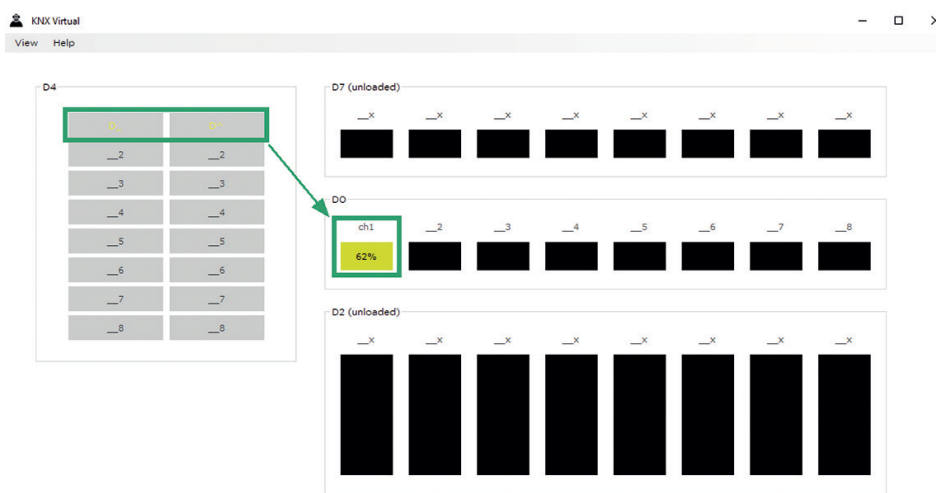 KNX Virtual
View Help
D4
D_ D^
__2 __2
__3 __3
__4 __4
__5 __5
__6 __6
__7 __7
__8 __8
D7 (unloaded)
__x __x __x __x __x __x __x __x
D0
ch1 __2 __3 __4 __5 __6 __7 __8
62%
D2 (unloaded)
__x __x __x __x __x __x __x __x